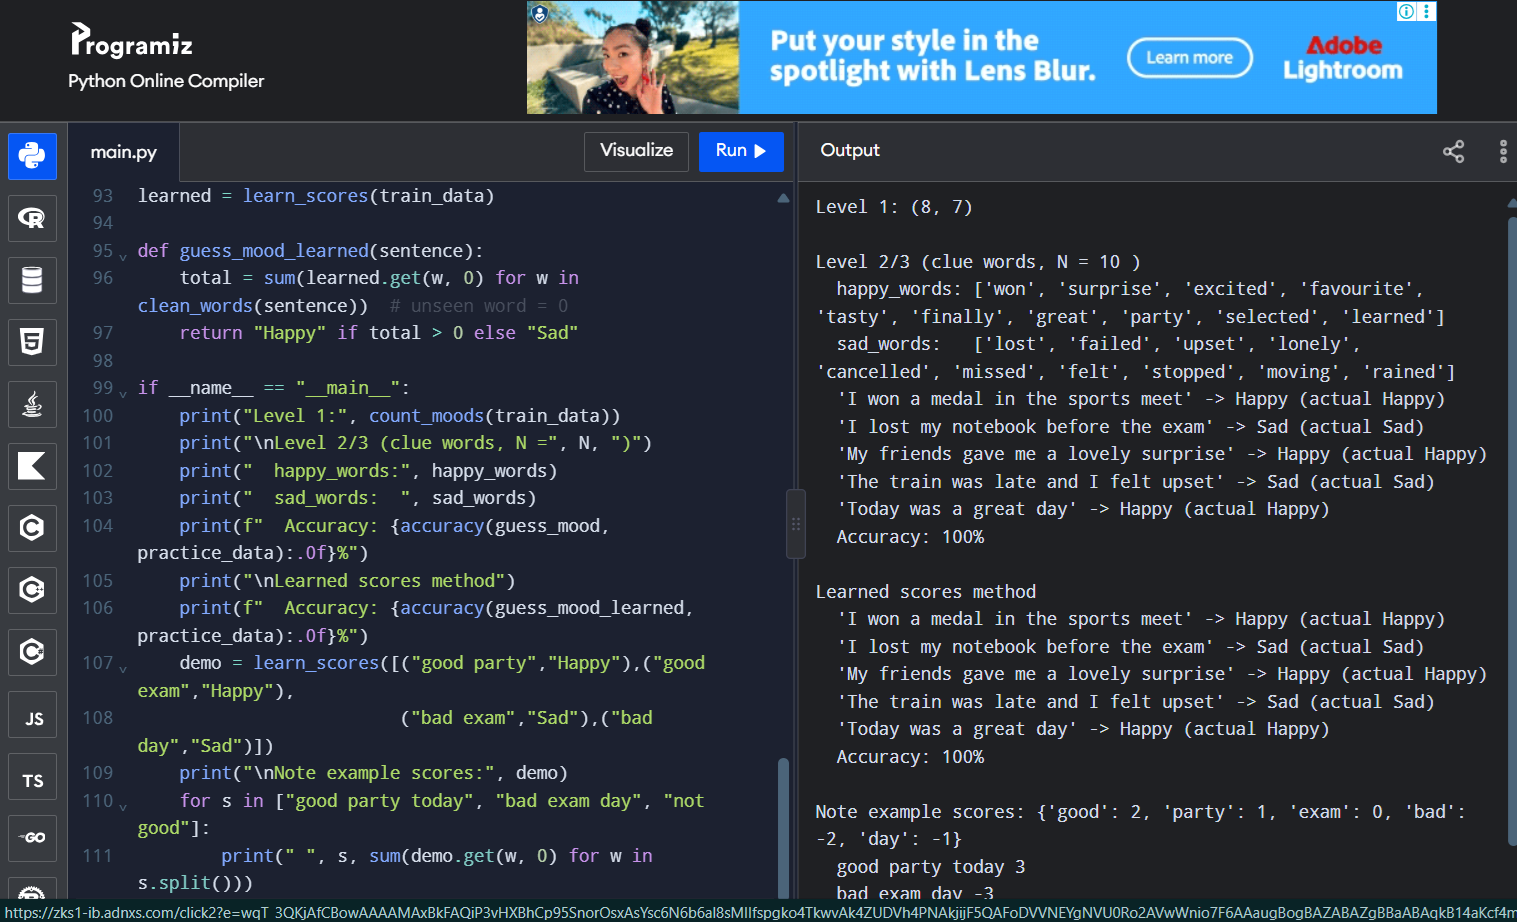 Programiz
Python Online Compiler
Put your style in the
spotlight with Lens Blur.
Learn more
Adobe
Lightroom
main.py
Visualize
Run
Output
93 learned = learn_scores(train_data)
94
95 def guess_mood_learned(sentence):
96     total = sum(learned.get(w, 0) for w in
clean_words(sentence))  # unseen word = 0
97     return "Happy" if total > 0 else "Sad"
98
99 if __name__ == "__main__":
100     print("Level 1:", count_moods(train_data))
101     print("\nLevel 2/3 (clue words, N =", N, ")")
102     print("  happy_words:", happy_words)
103     print("  sad_words:  ", sad_words)
104     print(f"  Accuracy: {accuracy(guess_mood,
practice_data):.0f}%")
105     print("\nLearned scores method")
106     print(f"  Accuracy: {accuracy(guess_mood_learned,
practice_data):.0f}%")
107     demo = learn_scores([("good party","Happy"),("good
exam","Happy"),
108                          ("bad exam","Sad"),("bad
day","Sad")])
109     print("\nNote example scores:", demo)
110     for s in ["good party today", "bad exam day", "not
good"]:
111         print(" ", s, sum(demo.get(w, 0) for w in
s.split()))
Level 1: (8, 7)
Level 2/3 (clue words, N = 10 )
  happy_words: ['won', 'surprise', 'excited', 'favourite',
'tasty', 'finally', 'great', 'party', 'selected', 'learned']
  sad_words:   ['lost', 'failed', 'upset', 'lonely',
'cancelled', 'missed', 'felt', 'stopped', 'moving', 'rained']
  'I won a medal in the sports meet' -> Happy (actual Happy)
  'I lost my notebook before the exam' -> Sad (actual Sad)
  'My friends gave me a lovely surprise' -> Happy (actual Happy)
  'The train was late and I felt upset' -> Sad (actual Sad)
  'Today was a great day' -> Happy (actual Happy)
  Accuracy: 100%
Learned scores method
  'I won a medal in the sports meet' -> Happy (actual Happy)
  'I lost my notebook before the exam' -> Sad (actual Sad)
  'My friends gave me a lovely surprise' -> Happy (actual Happy)
  'The train was late and I felt upset' -> Sad (actual Sad)
  'Today was a great day' -> Happy (actual Happy)
  Accuracy: 100%
Note example scores: {'good': 2, 'party': 1, 'exam': 0, 'bad':
-2, 'day': -1}
  good party today 3
  bad exam day -3
R
5
C
C
C
JS
TS
GO